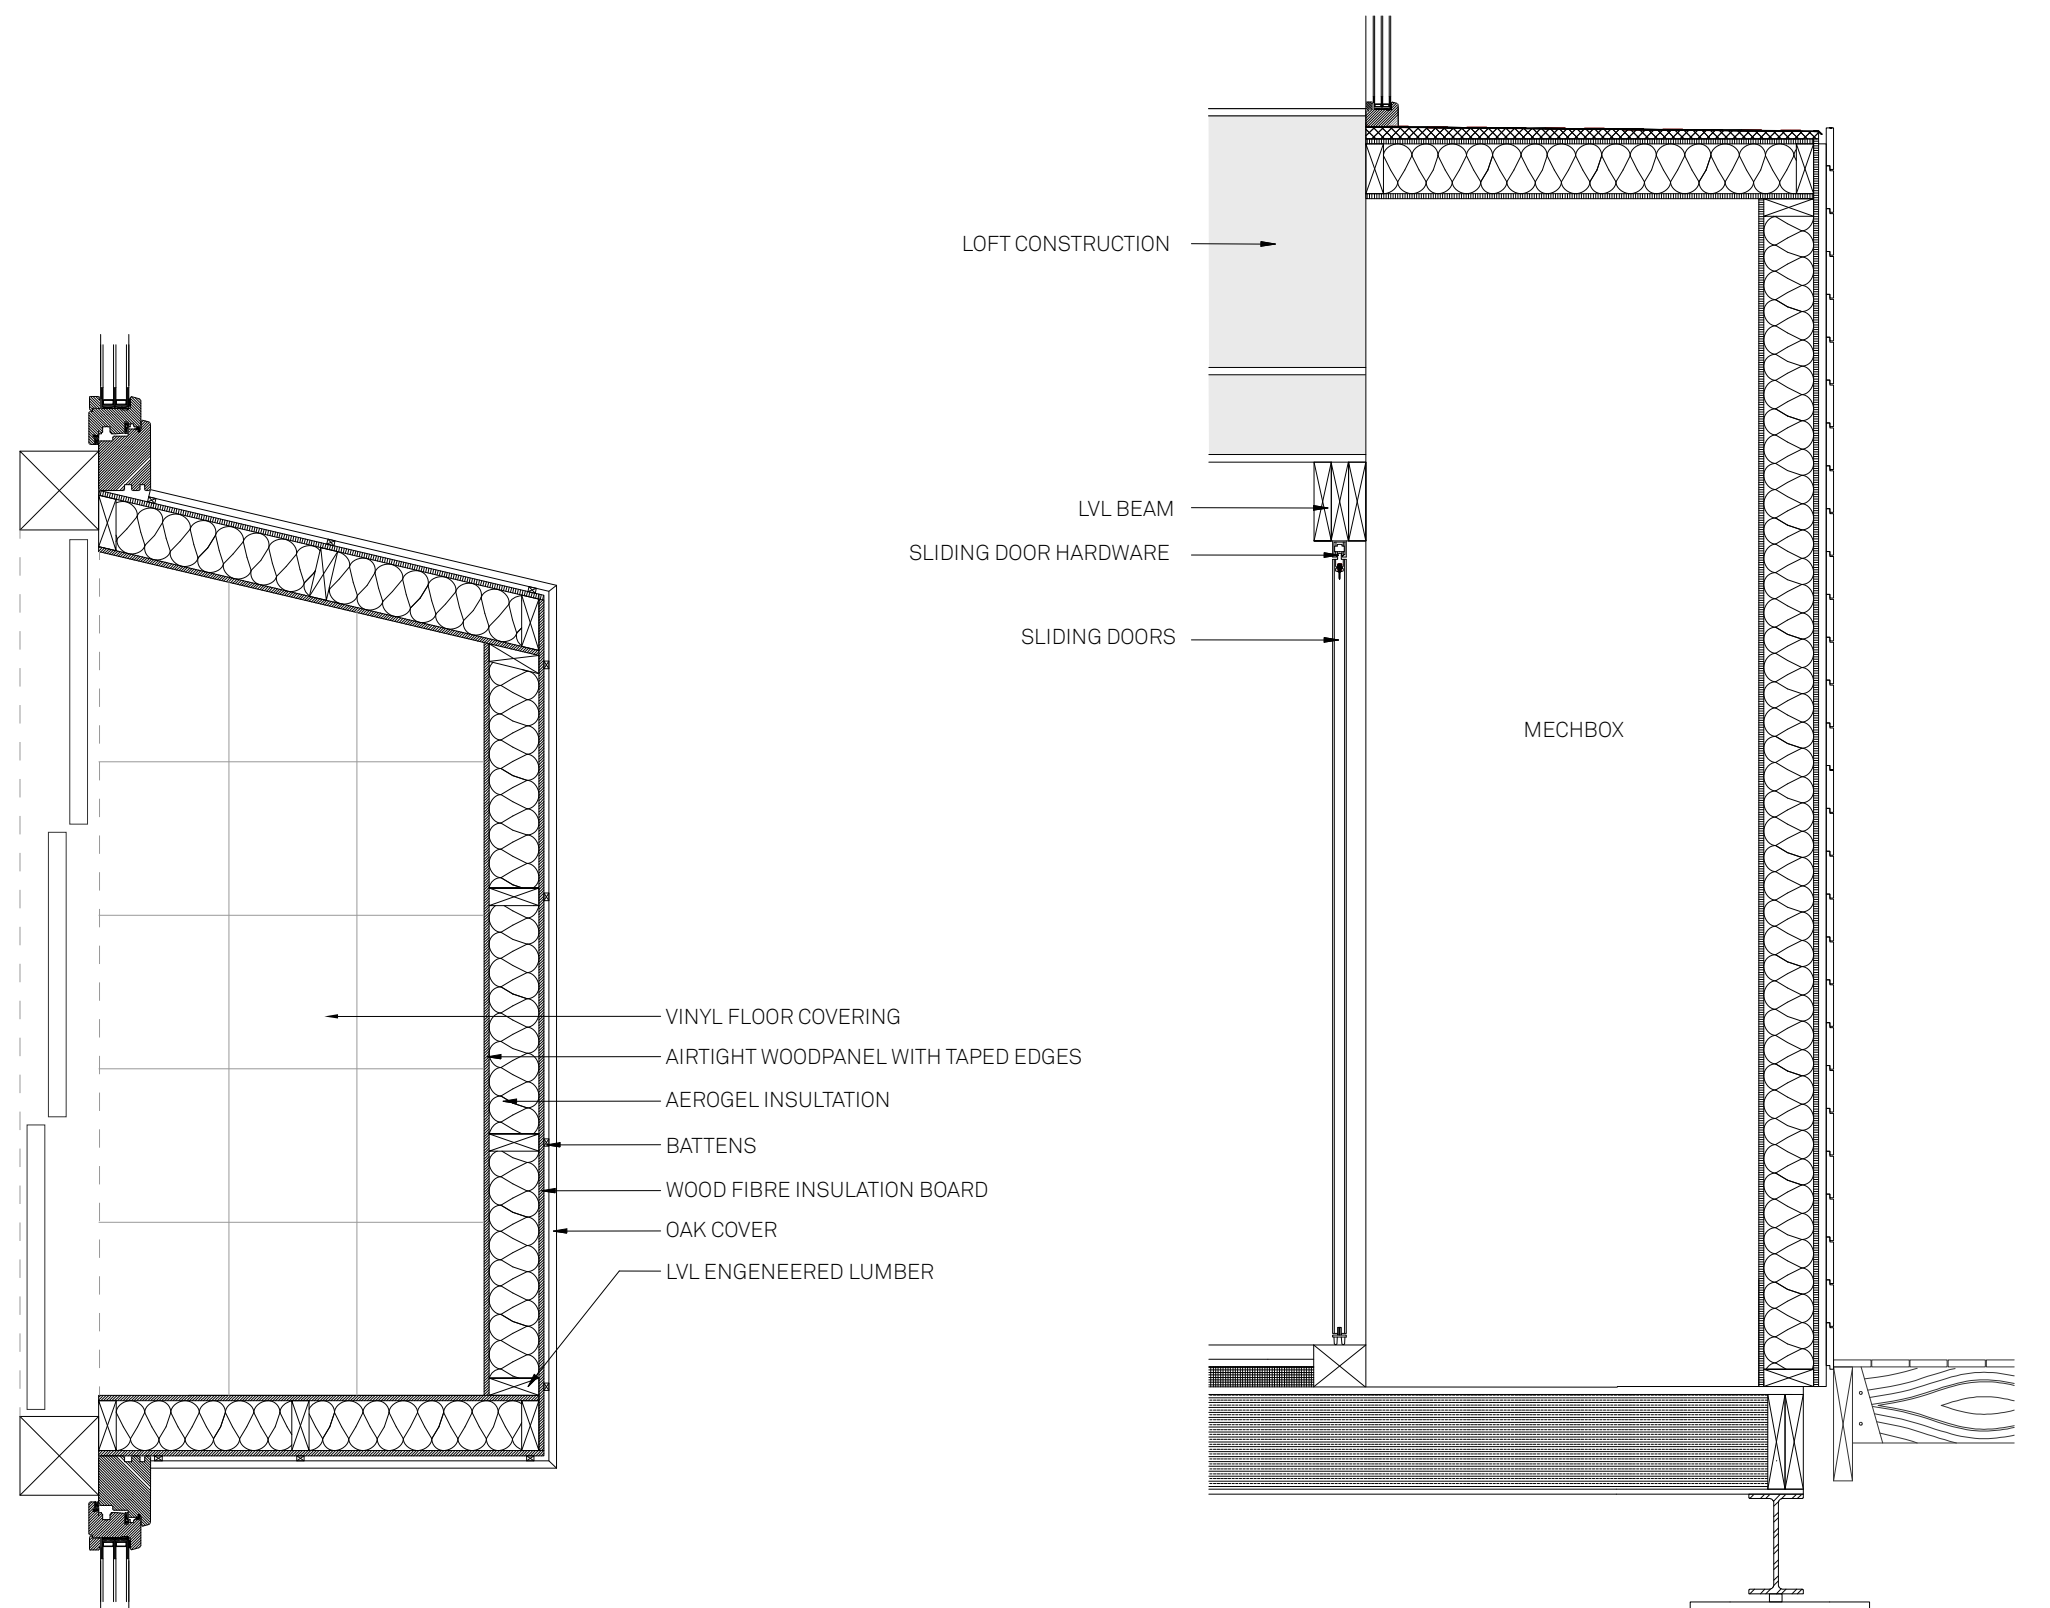 LOFT CONSTRUCTION
LVL BEAM
SLIDING DOOR HARDWARE
SLIDING DOORS
MECHBOX
VINYL FLOOR COVERING
AIRTIGHT WOODPANEL WITH TAPED EDGES
AEROGEL INSULTATION
BATTENS
WOOD FIBRE INSULATION BOARD
OAK COVER
LVL ENGENEERED LUMBER